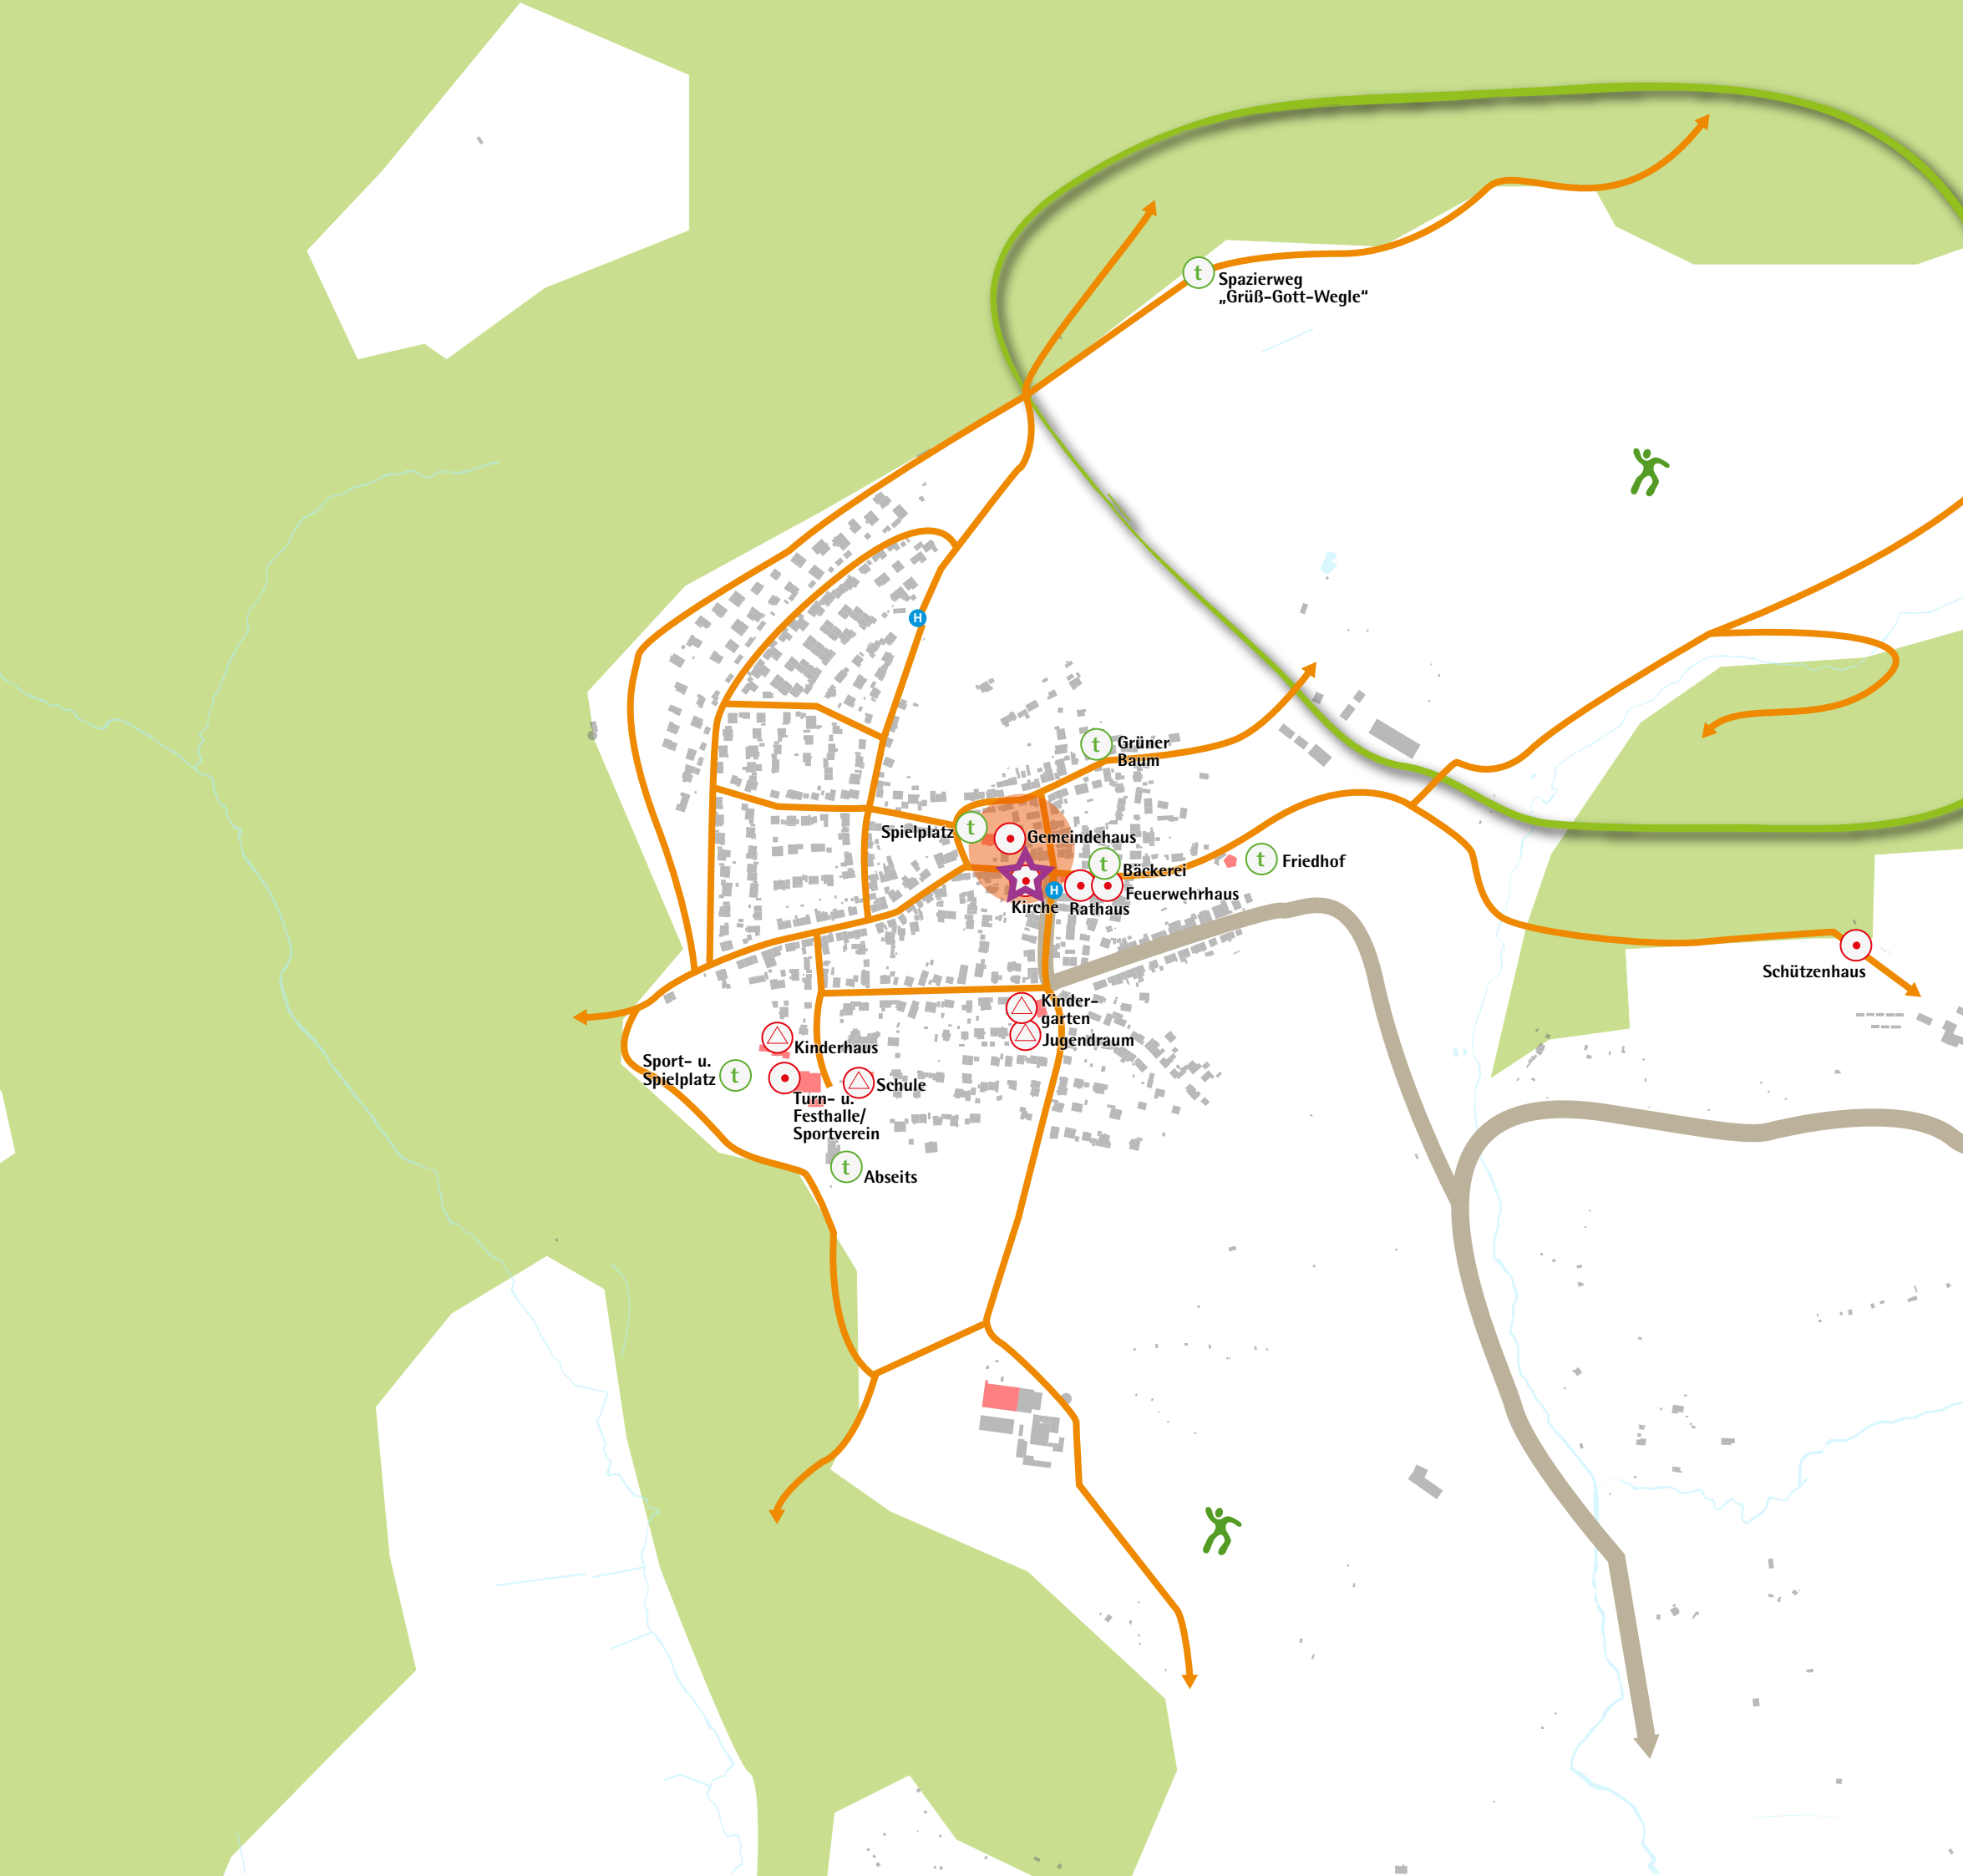 t
Spazierweg
„Grüß-Gott-Wegle“
H
t
Grüner
Baum
t
Spielplatz
Gemeindehaus
t
Bäckerei
t
Friedhof
H
Feuerwehrhaus
Kirche
Rathaus
Schützenhaus
Kinder-
garten
Jugendraum
Kinderhaus
Sport- u.
Spielplatz
t
Schule
Turn- u.
Festhalle/
Sportverein
t
Abseits